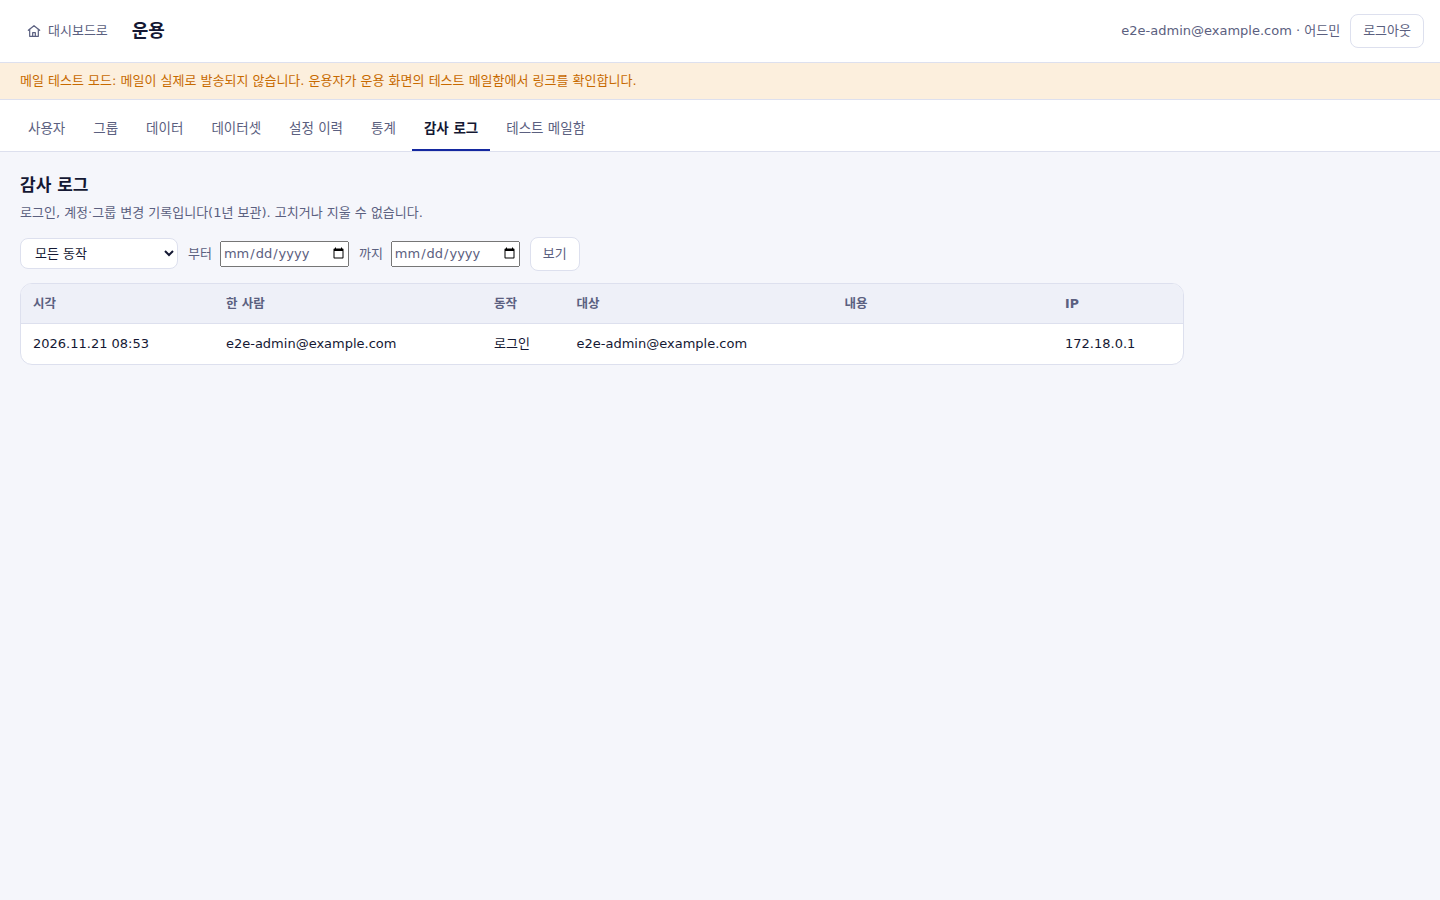 대시보드로 운용 e2e-admin@example.com · 어드민 로그아웃
메일 테스트 모드: 메일이 실제로 발송되지 않습니다. 운용자가 운용 화면의 테스트 메일함에서 링크를 확인합니다.
사용자 그룹 데이터 데이터셋 설정 이력 통계 감사 로그 테스트 메일함
감사 로그
로그인, 계정·그룹 변경 기록입니다(1년 보관). 고치거나 지울 수 없습니다.
모든 동작 부터 mm/dd/yyyy 까지 mm/dd/yyyy 보기
시각 한 사람 동작 대상 내용 IP
2026.11.21 08:53 e2e-admin@example.com 로그인 e2e-admin@example.com 172.18.0.1